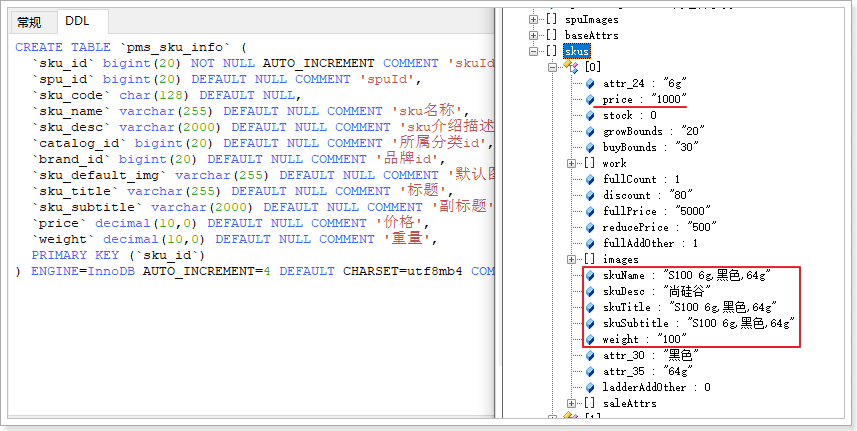 常规
DDL
CREATE TABLE `pms_sku_info` (
`sku_id` bigint(20) NOT NULL AUTO_INCREMENT COMMENT 'skuId
`spu_id` bigint(20) DEFAULT NULL COMMENT 'spuId',
`sku_code` char(128) DEFAULT NULL,
`sku_name` varchar(255) DEFAULT NULL COMMENT 'sku名称',
`sku_desc` varchar(2000) DEFAULT NULL COMMENT 'sku介绍描述
`catalog_id` bigint(20) DEFAULT NULL COMMENT '所属分类id',
`brand_id` bigint(20) DEFAULT NULL COMMENT '品牌id',
`sku_default_img` varchar(255) DEFAULT NULL COMMENT '默认
`sku_title` varchar(255) DEFAULT NULL COMMENT '标题',
`sku_subtitle` varchar(2000) DEFAULT NULL COMMENT '副标题'
`price` decimal(10,0) DEFAULT NULL COMMENT '价格',
`weight` decimal(10,0) DEFAULT NULL COMMENT '重量',
PRIMARY KEY (`sku_id`)
) ENGINE=InnoDB AUTO_INCREMENT=4 DEFAULT CHARSET=utf8mb4 COM
[] spuImages
[] baseAttrs
[] skus
[0]
attr_24 : "6g"
price : "1000"
stock : 0
growBounds : "20"
buyBounds : "30"
[] work
fullCount : 1
discount : "80"
fullPrice : "5000"
reducePrice : "500"
fullAddOther : 1
[] images
skuName : "S100 6g,黑色,64g"
skuDesc : "尚硅谷"
skuTitle : "S100 6g,黑色,64g"
skuSubtitle : "S100 6g,黑色,64g"
weight : "100"
attr_30 : "黑色"
attr_35 : "64g"
ladderAddOther : 0
[] saleAttrs